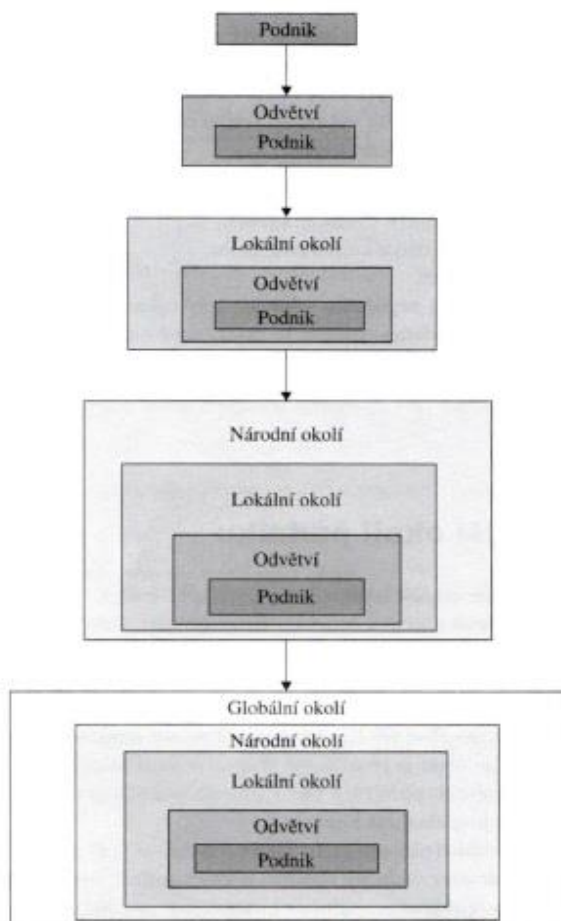 Podnik
Odvětví
Podnik
Lokální okolí
Odvětví
Podnik
Národní okolí
Lokální okolí
Odvětví
Podnik
Globální okolí
Národní okolí
Lokální okolí
Odvětví
Podnik